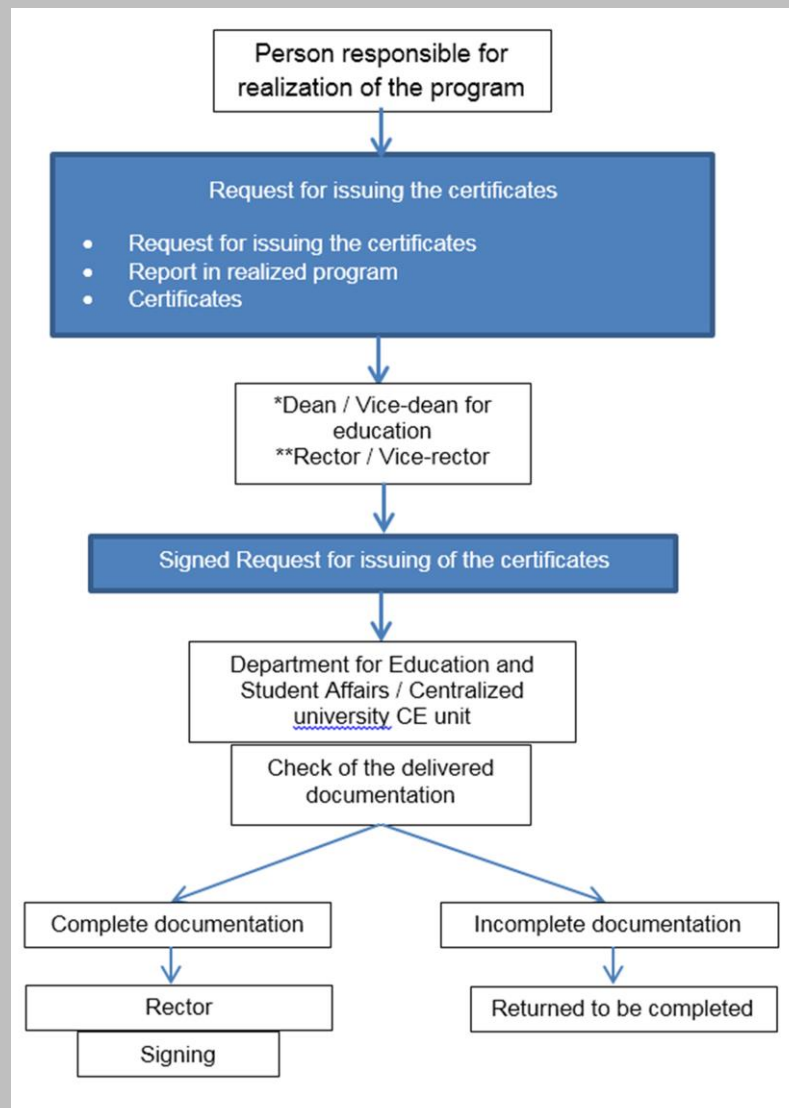 Person responsible for
realization of the program
Request for issuing the certificates
• Request for issuing the certificates
• Report in realized program
• Certificates
*Dean / Vice-dean for
education
**Rector / Vice-rector
Signed Request for issuing of the certificates
Department for Education and
Student Affairs / Centralized
university CE unit
Check of the delivered
documentation
Complete documentation
Incomplete documentation
Rector
Returned to be completed
Signing